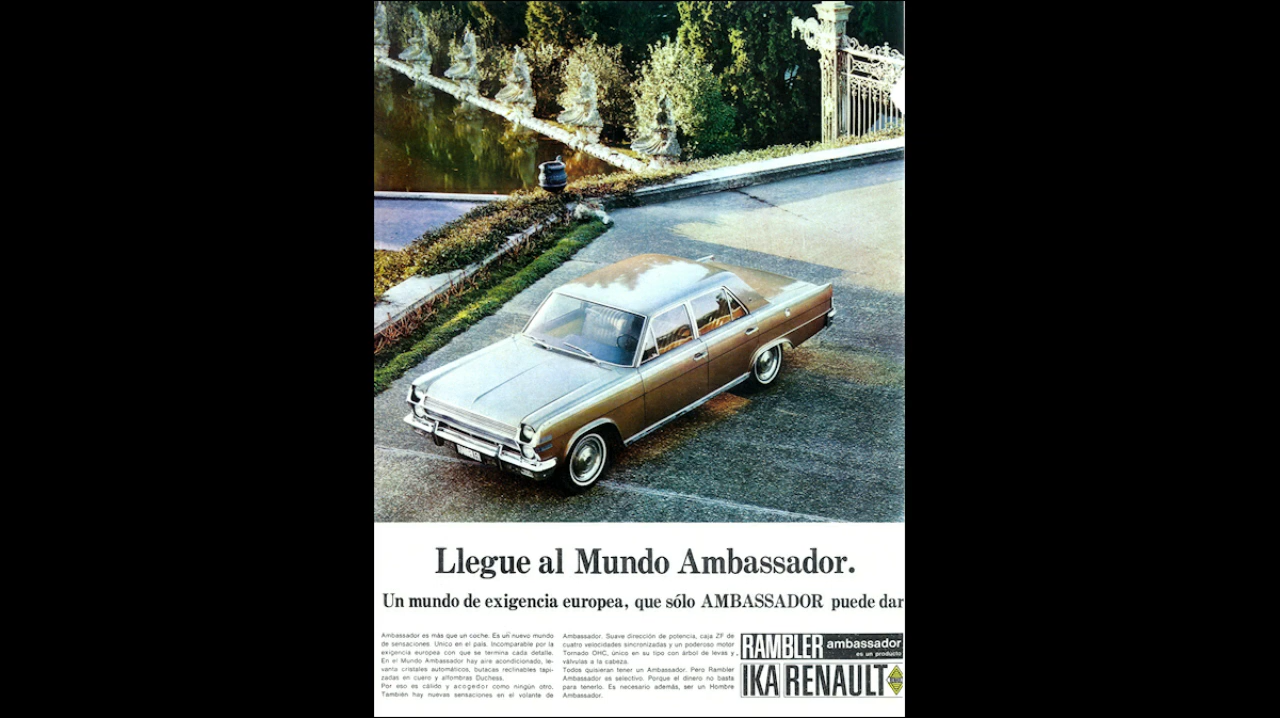 Llegue al Mundo Ambassador.
Un mundo de exigencia europea, que sólo AMBASSADOR puede dar
Ambassador es más que un coche. Es un nuevo mundo
de sensaciones. Unico en el país. Incomparable por la
exigencia europea con que se termina cada detalle.
En el Mundo Ambassador hay aire acondicionado, le-
vanta cristales automáticos, butacas reclinables tapi-
zadas en cuero y alfombras Duchess.
Por eso es cálido y acogedor como ningún otro.
También hay nuevas sensaciones en el volante de
Ambassador. Suave dirección de potencia, caja ZF de
cuatro velocidades sincronizadas y un poderoso motor
Tornado OHC, único en su tipo con árbol de levas y
válvulas a la cabeza.
Todos quisieran tener un Ambassador. Pero Rambler
Ambassador es selectivo. Porque el dinero no basta
para tenerlo. Es necesario además, ser un Hombre
Ambassador.
RAMBLER ambassador
es un producto
IKA RENAULT